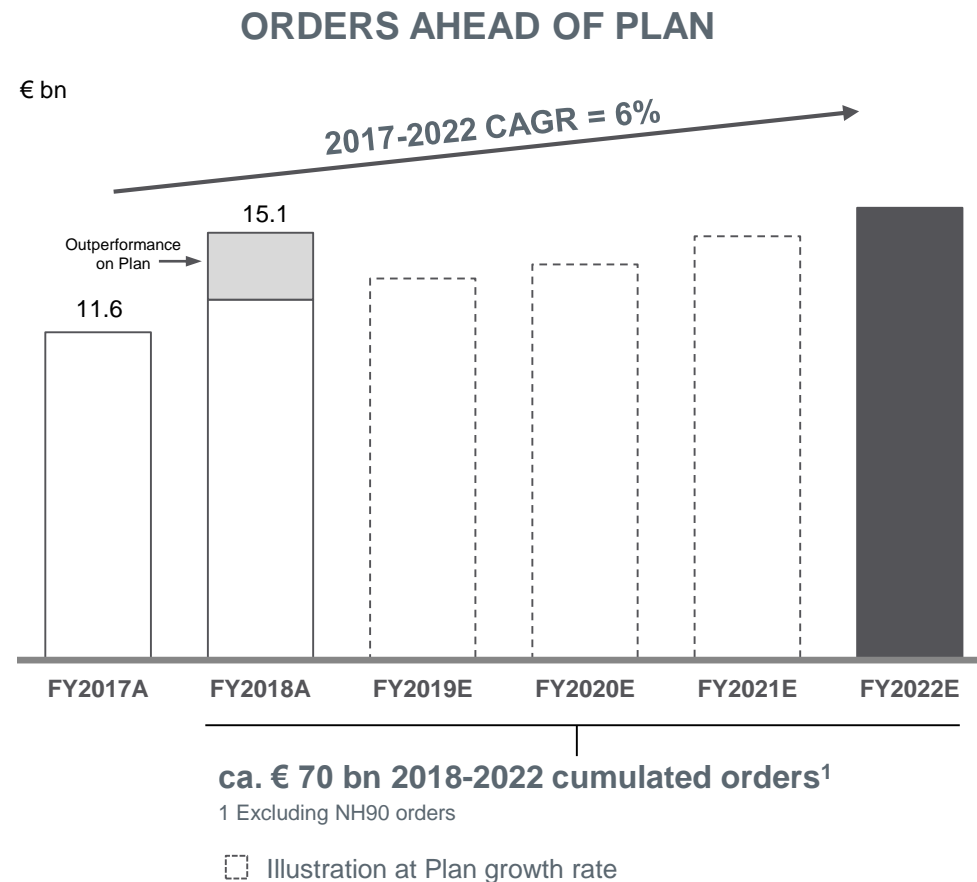 ORDERS AHEAD OF PLAN
€ bn
2017-2022 CAGR = 6%
15.1
Outperformance
on Plan
11.6
FY2017A FY2018A FY2019E FY2020E FY2021E FY2022E
ca. € 70 bn 2018-2022 cumulated orders¹
1 Excluding NH90 orders
Illustration at Plan growth rate